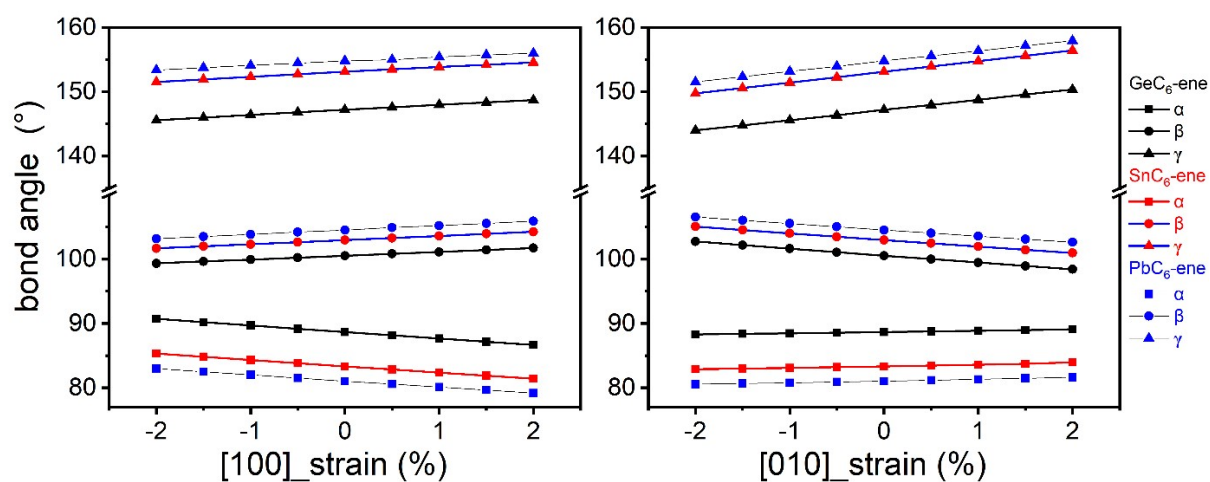 bond angle (°)
160
150
140
100
90
80
-2 -1 0 1 2
[100]_strain (%)
160
150
140
100
90
80
-2 -1 0 1 2
[010]_strain (%)
GeC₆-ene
α
β
γ
SnC₆-ene
α
β
γ
PbC₆-ene
α
β
γ